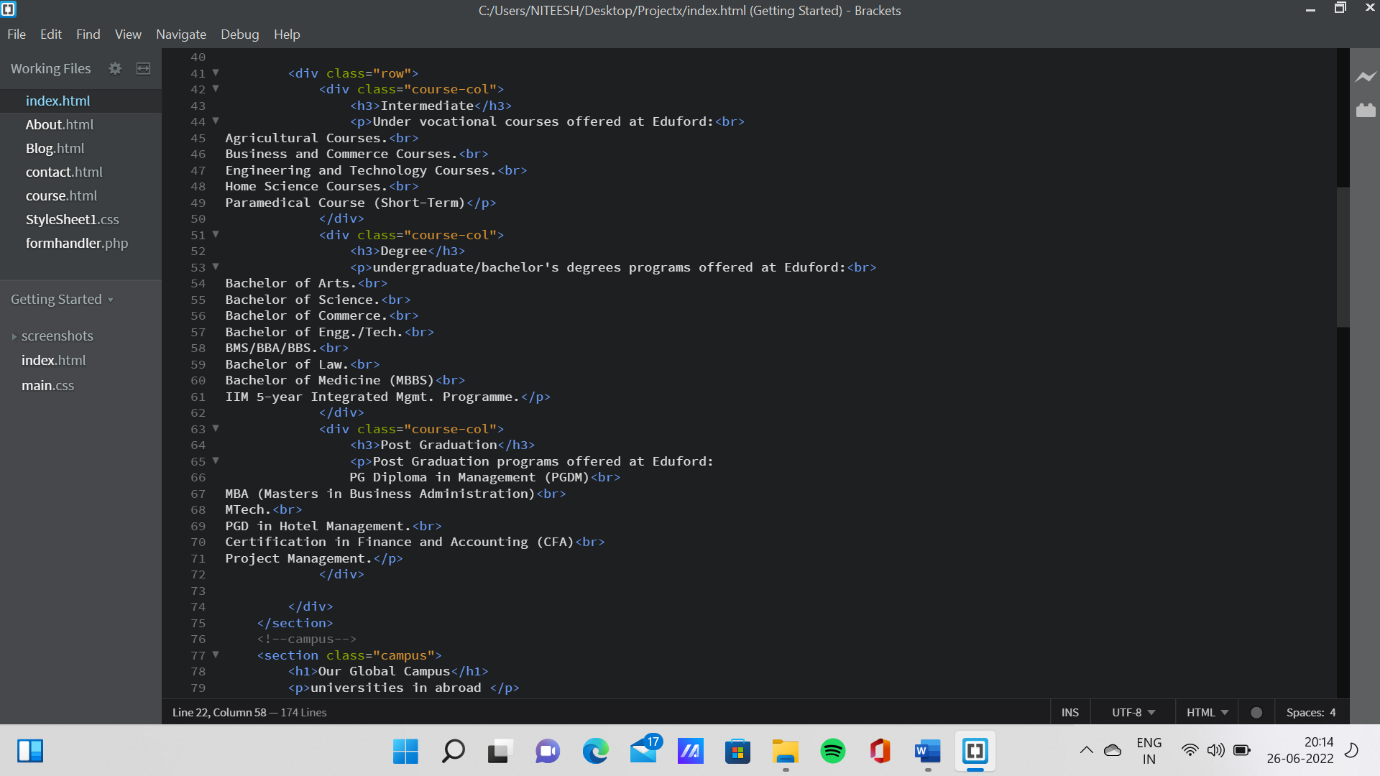 C:/Users/NITEESH/Desktop/Projectx/index.html (Getting Started) - Brackets
File Edit Find View Navigate Debug Help
Working Files
index.html
About.html
Blog.html
contact.html
course.html
StyleSheet1.css
formhandler.php
Getting Started
screenshots
index.html
main.css
40
41 <div class="row">
42 <div class="course-col">
43 <h3>Intermediate</h3>
44 <p>Under vocational courses offered at Eduford:<br>
45 Agricultural Courses.<br>
46 Business and Commerce Courses.<br>
47 Engineering and Technology Courses.<br>
48 Home Science Courses.<br>
49 Paramedical Course (Short-Term)</p>
50 </div>
51 <div class="course-col">
52 <h3>Degree</h3>
53 <p>undergraduate/bachelor's degrees programs offered at Eduford:<br>
54 Bachelor of Arts.<br>
55 Bachelor of Science.<br>
56 Bachelor of Commerce.<br>
57 Bachelor of Engg./Tech.<br>
58 BMS/BBA/BBS.<br>
59 Bachelor of Law.<br>
60 Bachelor of Medicine (MBBS)<br>
61 IIM 5-year Integrated Mgmt. Programme.</p>
62 </div>
63 <div class="course-col">
64 <h3>Post Graduation</h3>
65 <p>Post Graduation programs offered at Eduford:
66 PG Diploma in Management (PGDM)<br>
67 MBA (Masters in Business Administration)<br>
68 MTech.<br>
69 PGD in Hotel Management.<br>
70 Certification in Finance and Accounting (CFA)<br>
71 Project Management.</p>
72 </div>
73
74 </div>
75 </section>
76 <!--campus-->
77 <section class="campus">
78 <h1>Our Global Campus</h1>
79 <p>universities in abroad </p>
Line 22, Column 58 — 174 Lines
INS UTF-8 HTML Spaces: 4
17
ENG
IN
20:14
26-06-2022